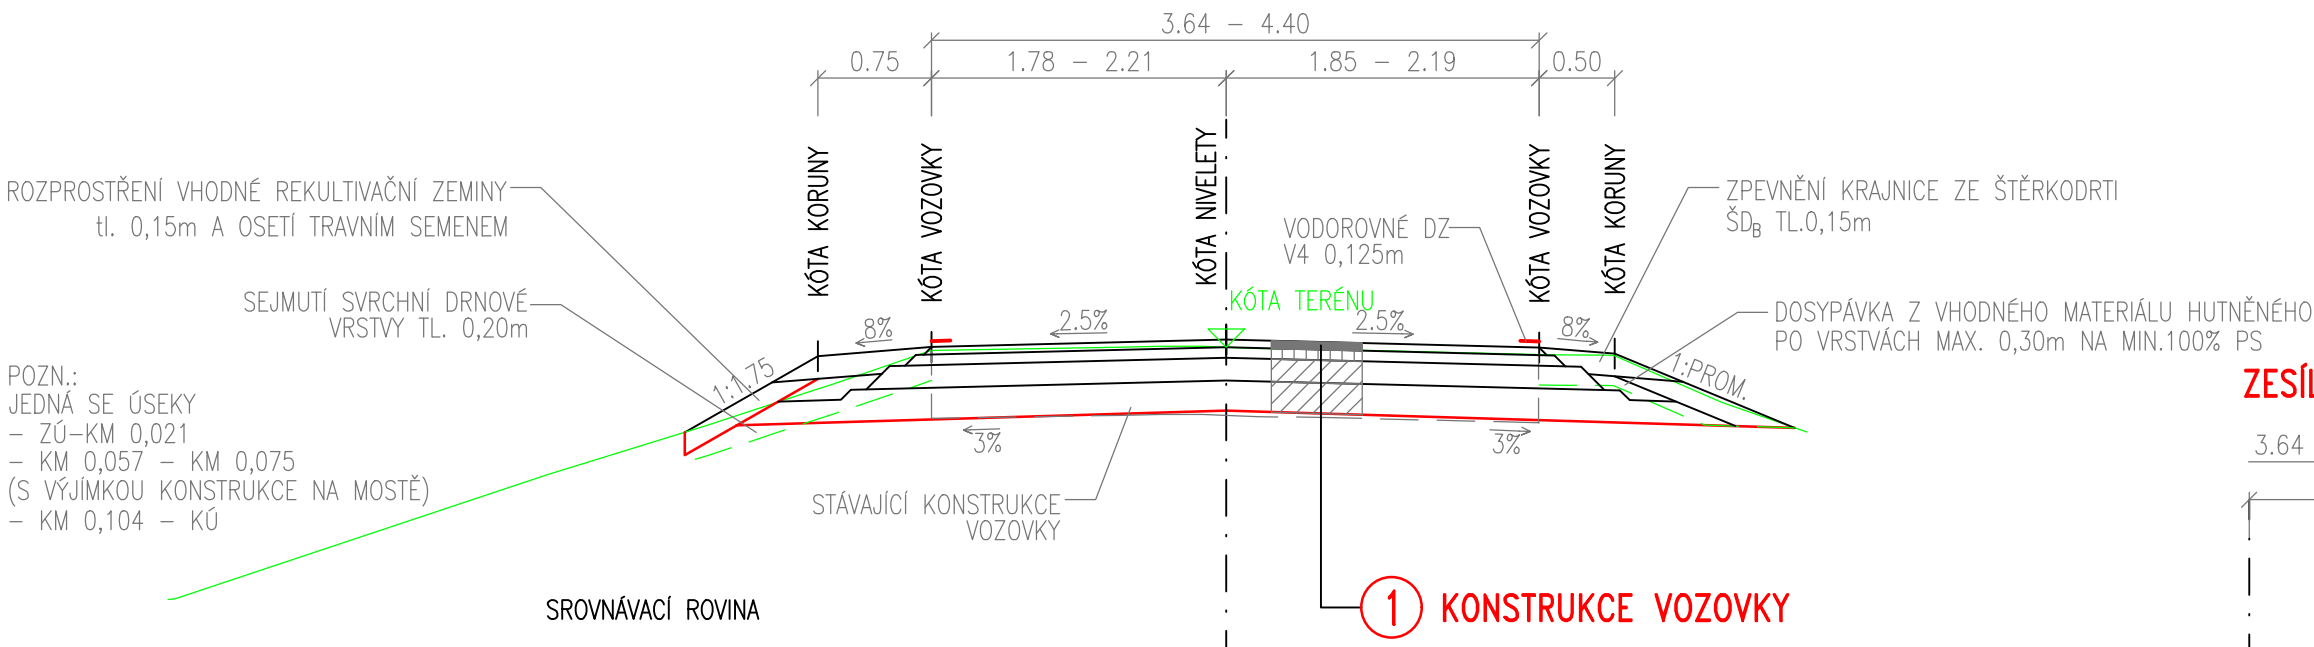 3.64 – 4.40
0.75
1.78 – 2.21
1.85 – 2.19
0.50
KÓTA KORUNY
KÓTA VOZOVKY
KÓTA NIVELETY
KÓTA VOZOVKY
KÓTA KORUNY
ROZPROSTŘENÍ VHODNÉ REKULTIVAČNÍ ZEMINY
tl. 0,15m A OSETÍ TRAVNÍM SEMENEM
ZPEVNĚNÍ KRAJNICE ZE ŠTĚRKODRTI
ŠDB TL.0,15m
VODOROVNÉ DZ
V4 0,125m
SEJMUTÍ SVRCHNÍ DRNOVÉ
VRSTVY TL. 0,20m
KÓTA TERÉNU
DOSYPÁVKA Z VHODNÉHO MATERIÁLU HUTNĚNÉHO
PO VRSTVÁCH MAX. 0,30m NA MIN.100% PS
8%
2.5%
2.5%
8%
1:1.75
1:PROM.
3%
3%
POZN.:
JEDNÁ SE ÚSEKY
– ZÚ–KM 0,021
– KM 0,057 – KM 0,075
(S VÝJÍMKOU KONSTRUKCE NA MOSTĚ)
– KM 0,104 – KÚ
STÁVAJÍCÍ KONSTRUKCE
VOZOVKY
SROVNÁVACÍ ROVINA
1 KONSTRUKCE VOZOVKY
ZESÍL
3.64